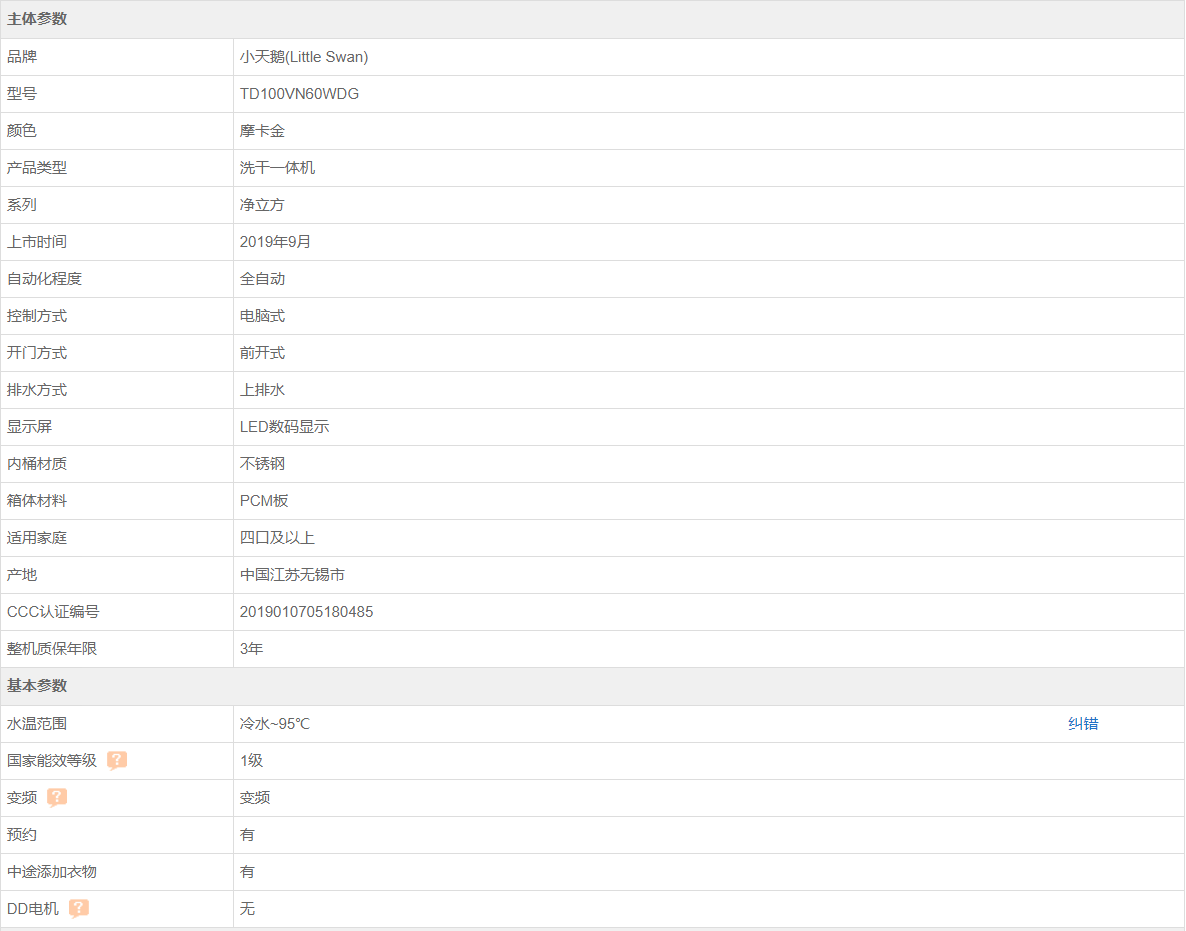 主体参数
品牌 小天鹅(Little Swan)
型号 TD100VN60WDG
颜色 摩卡金
产品类型 洗干一体机
系列 净立方
上市时间 2019年9月
自动化程度 全自动
控制方式 电脑式
开门方式 前开式
排水方式 上排水
显示屏 LED数码显示
内桶材质 不锈钢
箱体材料 PCM板
适用家庭 四口及以上
产地 中国江苏无锡市
CCC认证编号 2019010705180485
整机质保年限 3年
基本参数
水温范围 冷水~95℃ 纠错
国家能效等级 ? 1级
变频 ? 变频
预约 有
中途添加衣物 有
DD电机 ? 无